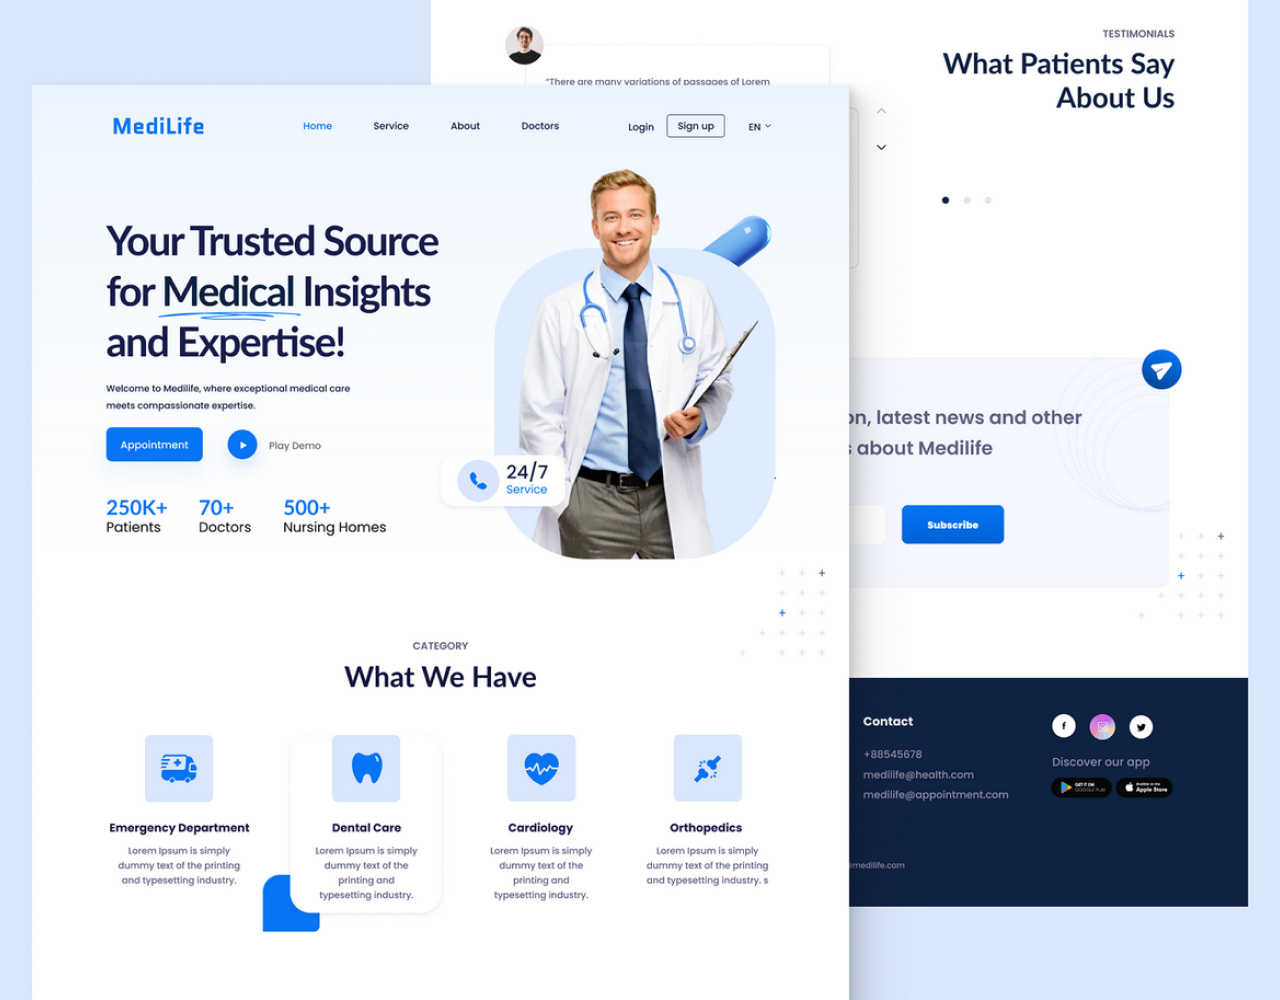 TESTIMONIALS
What Patients Say
About Us
“There are many variations of passages of Lorem
MediLife
Home
Service
About
Doctors
Login
Sign up
EN
Your Trusted Source
for Medical Insights
and Expertise!
Welcome to Medilife, where exceptional medical care
meets compassionate expertise.
Appointment
Play Demo
24/7
Service
250K+
Patients
70+
Doctors
500+
Nursing Homes
on, latest news and other
s about Medilife
Subscribe
CATEGORY
What We Have
Emergency Department
Lorem Ipsum is simply
dummy text of the printing
and typesetting industry.
Dental Care
Lorem Ipsum is simply
dummy text of the
printing and
typesetting industry.
Cardiology
Lorem Ipsum is simply
dummy text of the
printing and
typesetting industry.
Orthopedics
Lorem Ipsum is simply
dummy text of the printing
and typesetting industry. s
Contact
+88545678
medilife@health.com
medilife@appointment.com
Discover our app
GET IT ON
GOOGLE PLAY
Available on the
Apple Store
@medilife.com